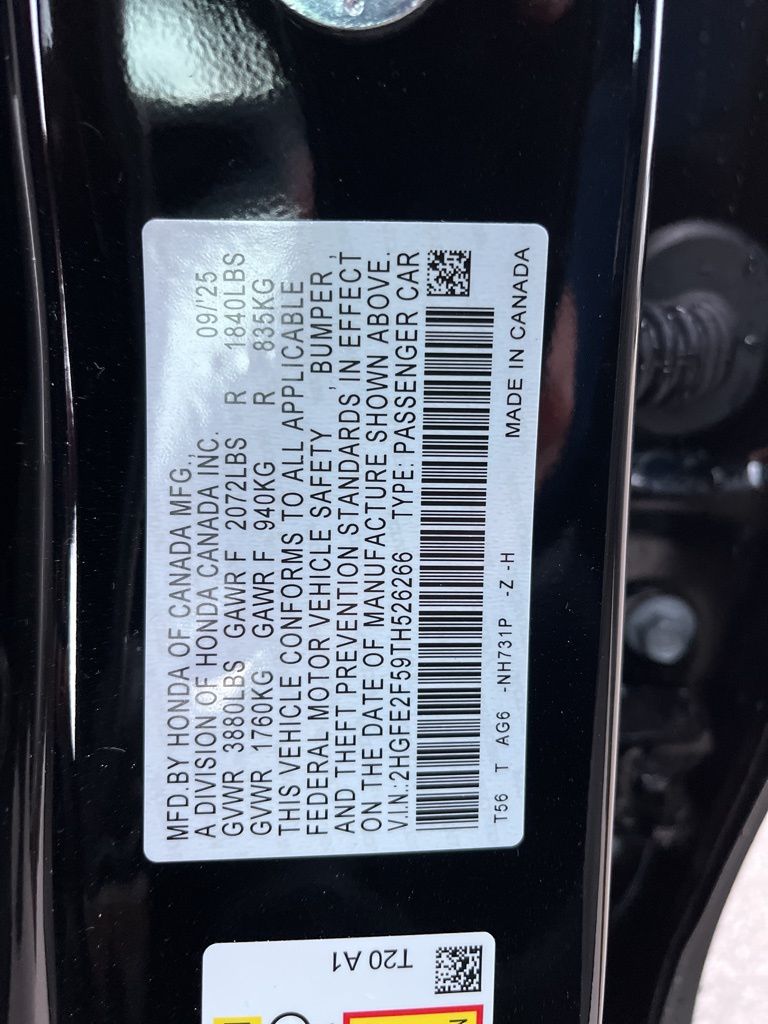 MFD.BY HONDA OF CANADA MFG., 09/'25
A DIVISION OF HONDA CANADA INC.
GVWR 3880LBS GAWR F 2072LBS R 1840LBS
GVWR 1760KG GAWR F 940KG R 835KG
THIS VEHICLE CONFORMS TO ALL APPLICABLE
FEDERAL MOTOR VEHICLE SAFETY , BUMPER ,
AND THEFT PREVENTION STANDARDS IN EFFECT
ON THE DATE OF MANUFACTURE SHOWN ABOVE.
V.IN.:2HGFE2F59TH526266 TYPE: PASSENGER CAR
T56 T AG6 -NH731P -Z -H MADE IN CANADA
T20 A1